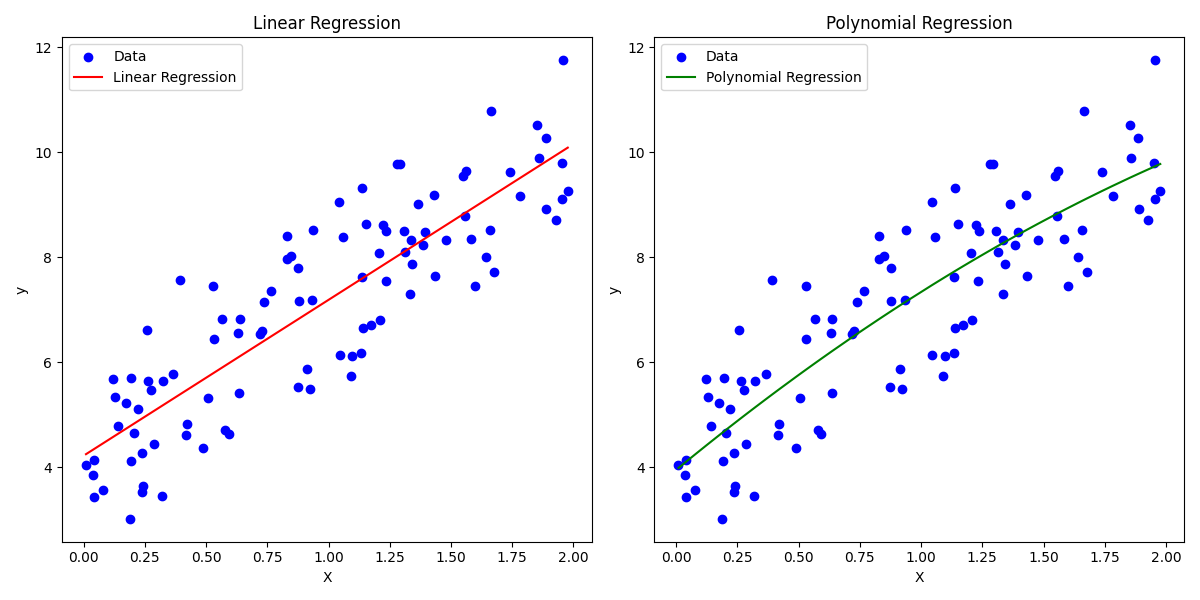 Linear Regression
Data
Linear Regression
12
10
8
6
4
y
0.00 0.25 0.50 0.75 1.00 1.25 1.50 1.75 2.00
X
Polynomial Regression
Data
Polynomial Regression
12
10
8
6
4
y
0.00 0.25 0.50 0.75 1.00 1.25 1.50 1.75 2.00
X